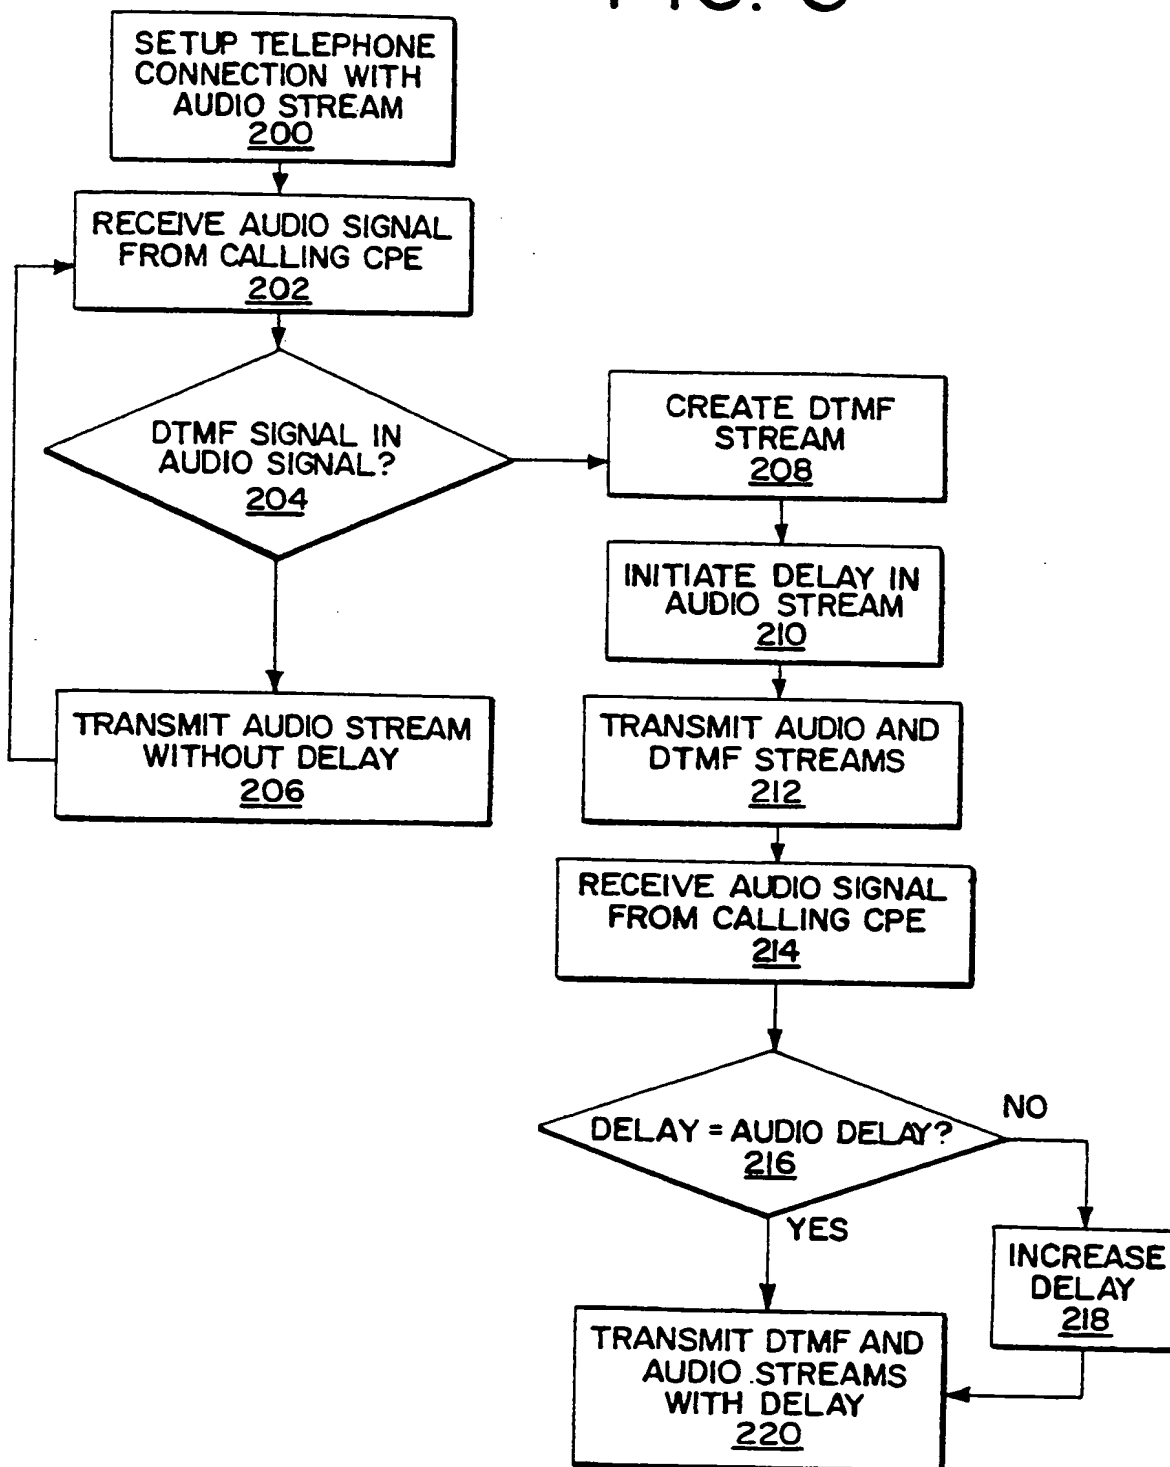 SETUP TELEPHONE
CONNECTION WITH
AUDIO STREAM
200
RECEIVE AUDIO SIGNAL
FROM CALLING CPE
202
DTMF SIGNAL IN
AUDIO SIGNAL?
204
TRANSMIT AUDIO STREAM
WITHOUT DELAY
206
CREATE DTMF
STREAM
208
INITIATE DELAY IN
AUDIO STREAM
210
TRANSMIT AUDIO AND
DTMF STREAMS
212
RECEIVE AUDIO SIGNAL
FROM CALLING CPE
214
DELAY = AUDIO DELAY?
216
NO
YES
INCREASE
DELAY
218
TRANSMIT DTMF AND
AUDIO STREAMS
WITH DELAY
220